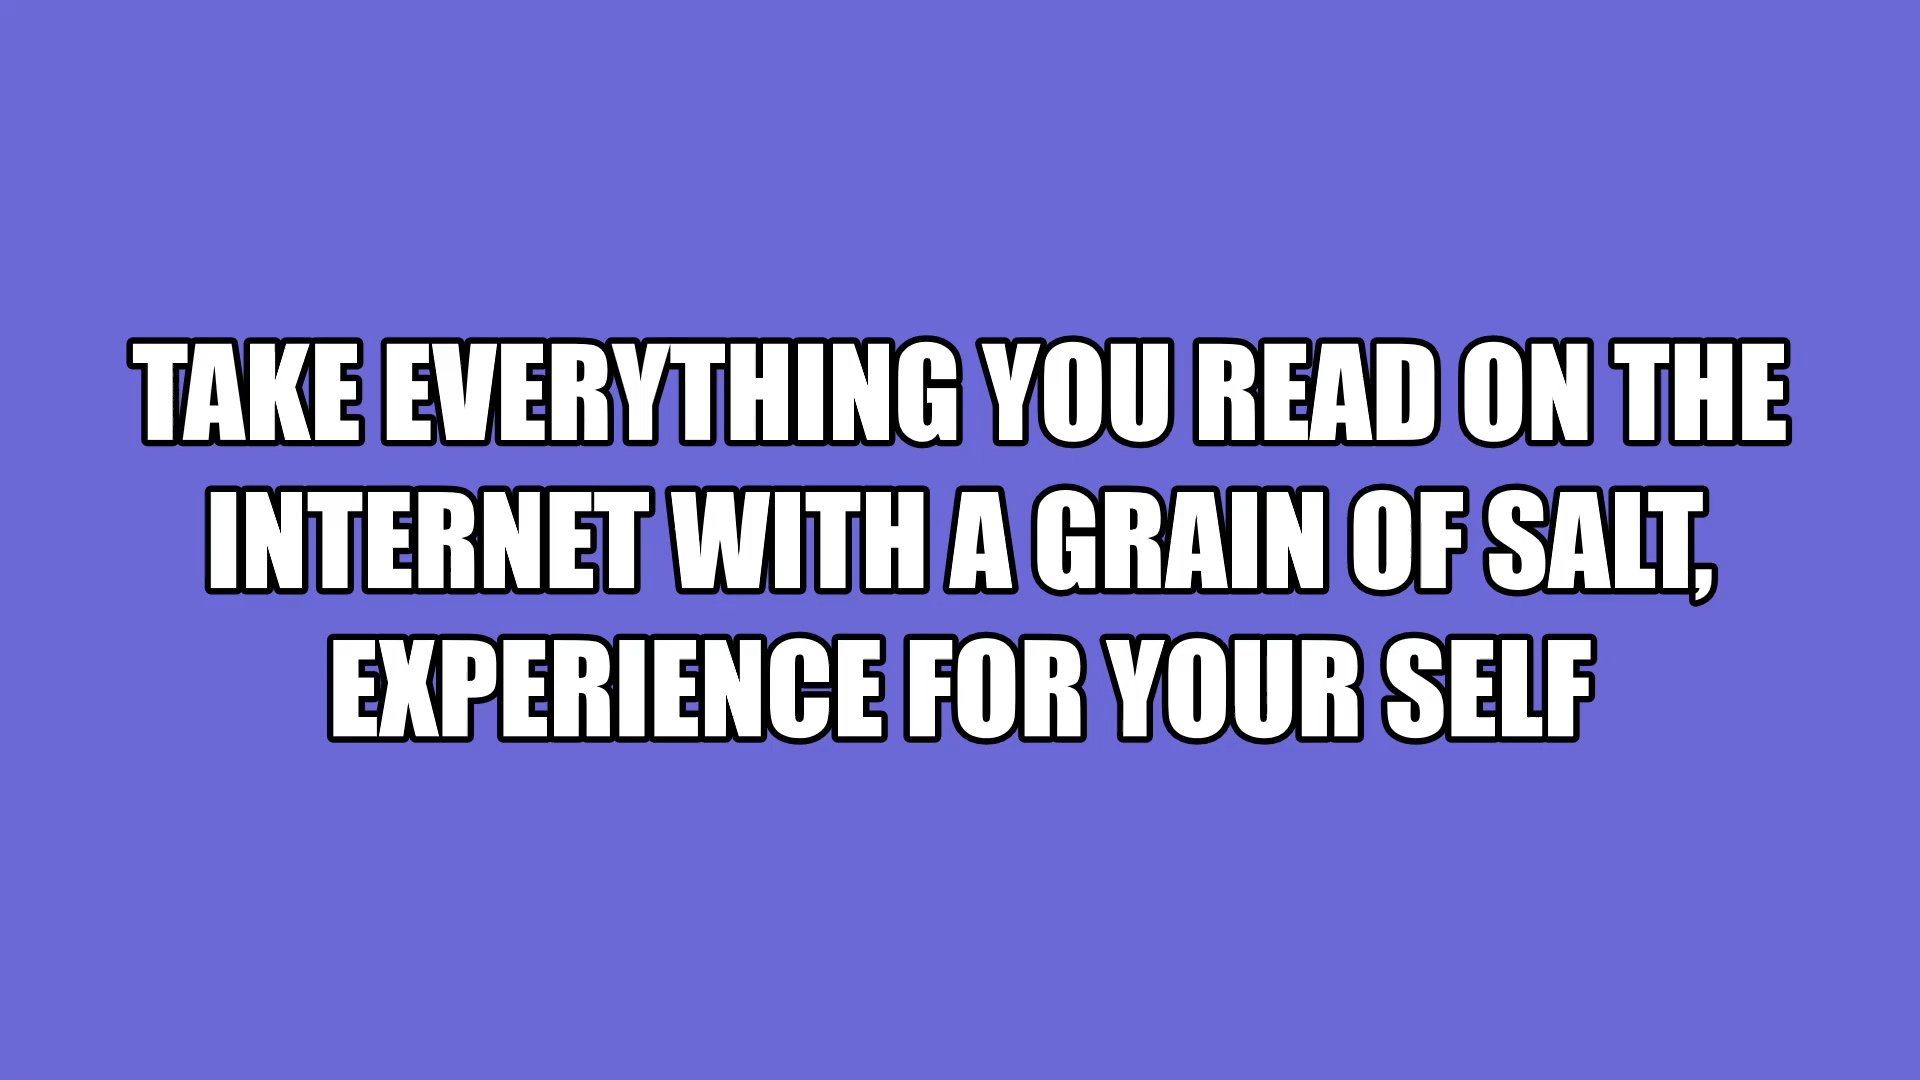 TAKE EVERYTHING YOU READ ON THE
INTERNET WITH A GRAIN OF SALT,
EXPERIENCE FOR YOUR SELF